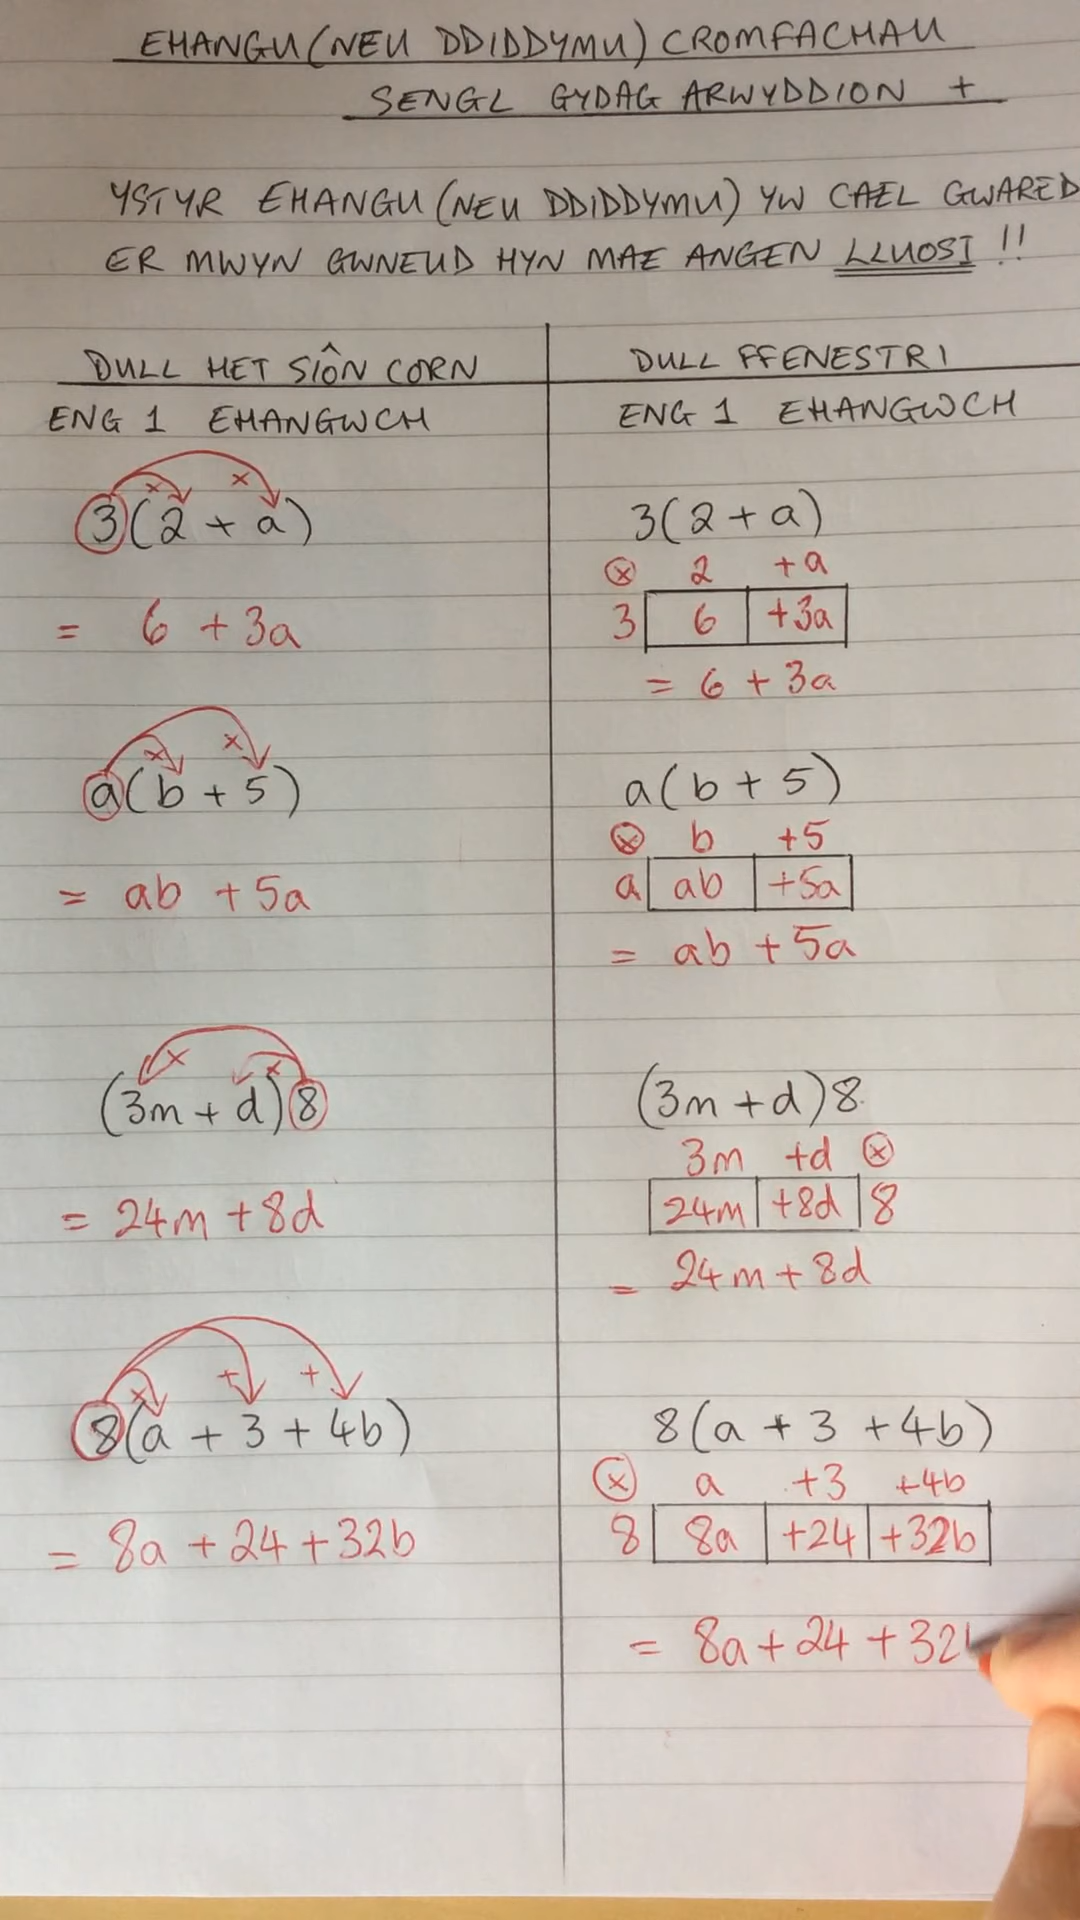 EHANGU (NEU DDIDDYMU) CROMFACHAU
SENGL GYDAG ARWYDDION +
YSTYR EHANGU (NEU DDIDDYMU) YW CAEL GWARED
ER MWYN GWNEUD HYN MAE ANGEN LLUOSI !!
DULL HET SIÔN CORN
ENG 1 EHANGWCH
× ×
3(2 + a)
= 6 + 3a
× ×
a(b + 5)
= ab + 5a
× ×
(3m + d)8
= 24m + 8d
× + +
8(a + 3 + 4b)
= 8a + 24 + 32b
DULL FFENESTRI
ENG 1 EHANGWCH
3(2 + a)
⊗ 2 +a
3 6 +3a
= 6 + 3a
a(b + 5)
⊗ b +5
a ab +5a
= ab + 5a
(3m + d)8
3m +d ⊗
24m +8d 8
= 24m + 8d
8(a + 3 + 4b)
⊗ a +3 +4b
8 8a +24 +32b
= 8a + 24 + 32